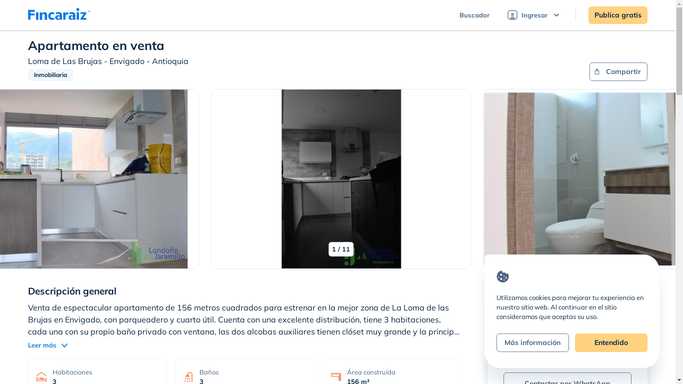 Fincaraiz
Buscador
Ingresar
Publica gratis
Apartamento en venta
Loma de Las Brujas - Envigado - Antioquia
Inmobiliaria
Compartir
Londoño
Jaramillo
1 / 11
Descripción general
Venta de espectacular apartamento de 156 metros cuadrados para estrenar en la mejor zona de La Loma de las
Brujas en Envigado, con parqueadero y cuarto útil. Cuenta con una excelente distribución, tiene 3 habitaciones,
cada una con su propio baño privado con ventana, las dos alcobas auxiliares tienen clóset muy grande y la princip...
Leer más
Habitaciones
3
Baños
3
Área construida
156 m²
Utilizamos cookies para mejorar tu experiencia en
nuestro sitio web. Al continuar en el sitio
consideramos que aceptas su uso.
Más información
Entendido
Contactar por WhatsApp